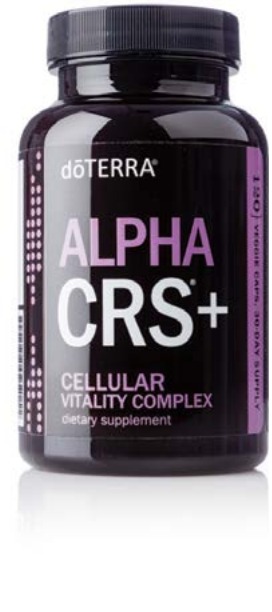 dōTERRA®
ALPHA
CRS®+
CELLULAR
VITALITY COMPLEX
dietary supplement
120 | VEGGIE CAPS, 30-DAY SUPPLY